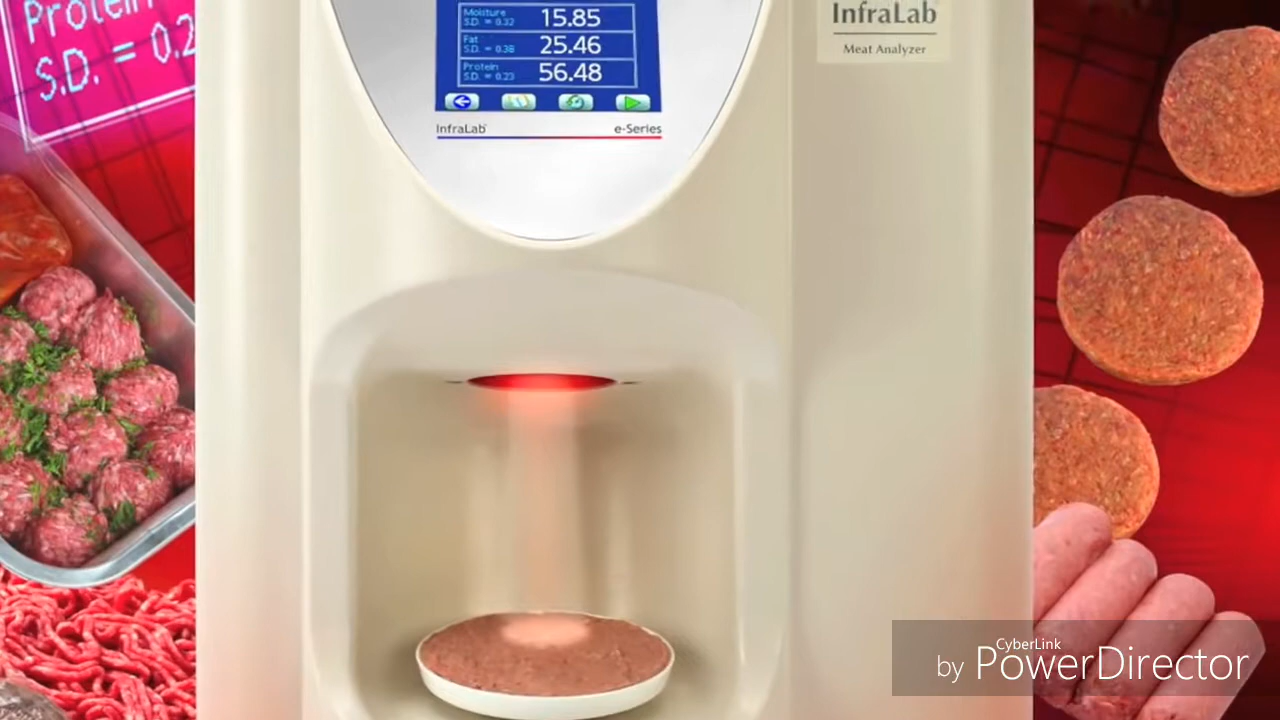 Protein
S.D. = 0.2
Moisture
S.D. = 0.32
15.85
Fat
S.D. = 0.38
25.46
Protein
S.D. = 0.23
56.48
InfraLab
e-Series
InfraLab
Meat Analyzer
CyberLink
by PowerDirector